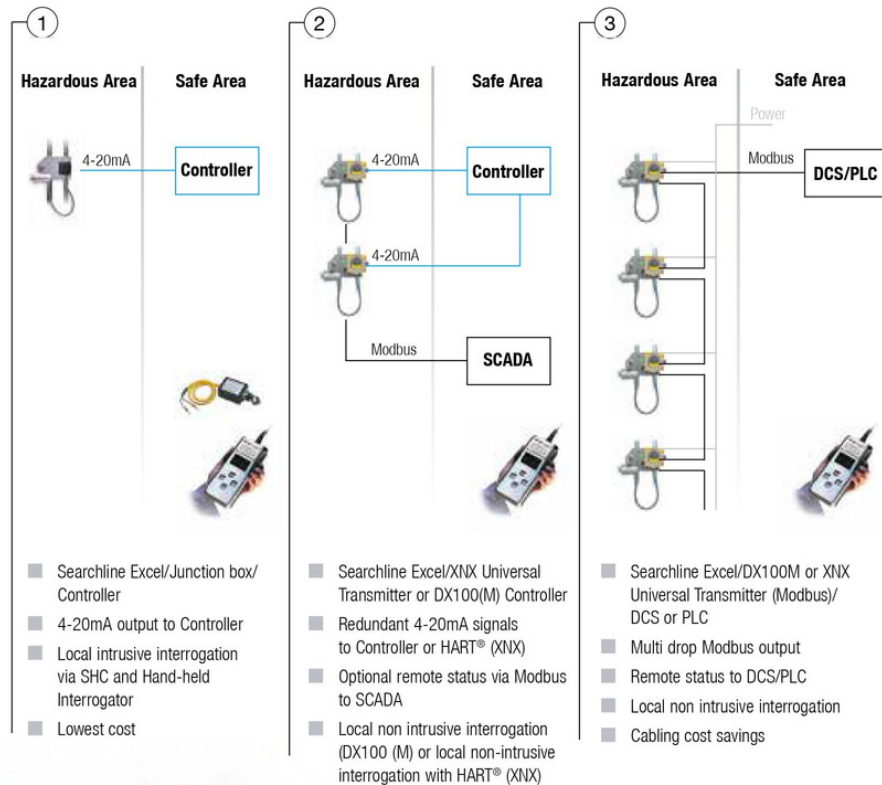 1
Hazardous Area
Safe Area
4-20mA
Controller
Searchline Excel/Junction box/
Controller
4-20mA output to Controller
Local intrusive interrogation
via SHC and Hand-held
Interrogator
Lowest cost
2
Hazardous Area
Safe Area
4-20mA
Controller
4-20mA
Modbus
SCADA
Searchline Excel/XNX Universal
Transmitter or DX100(M) Controller
Redundant 4-20mA signals
to Controller or HART® (XNX)
Optional remote status via Modbus
to SCADA
Local non intrusive interrogation
(DX100 (M) or local non-intrusive
interrogation with HART® (XNX)
3
Hazardous Area
Safe Area
Power
Modbus
DCS/PLC
Searchline Excel/DX100M or XNX
Universal Transmitter (Modbus)/
DCS or PLC
Multi drop Modbus output
Remote status to DCS/PLC
Local non intrusive interrogation
Cabling cost savings